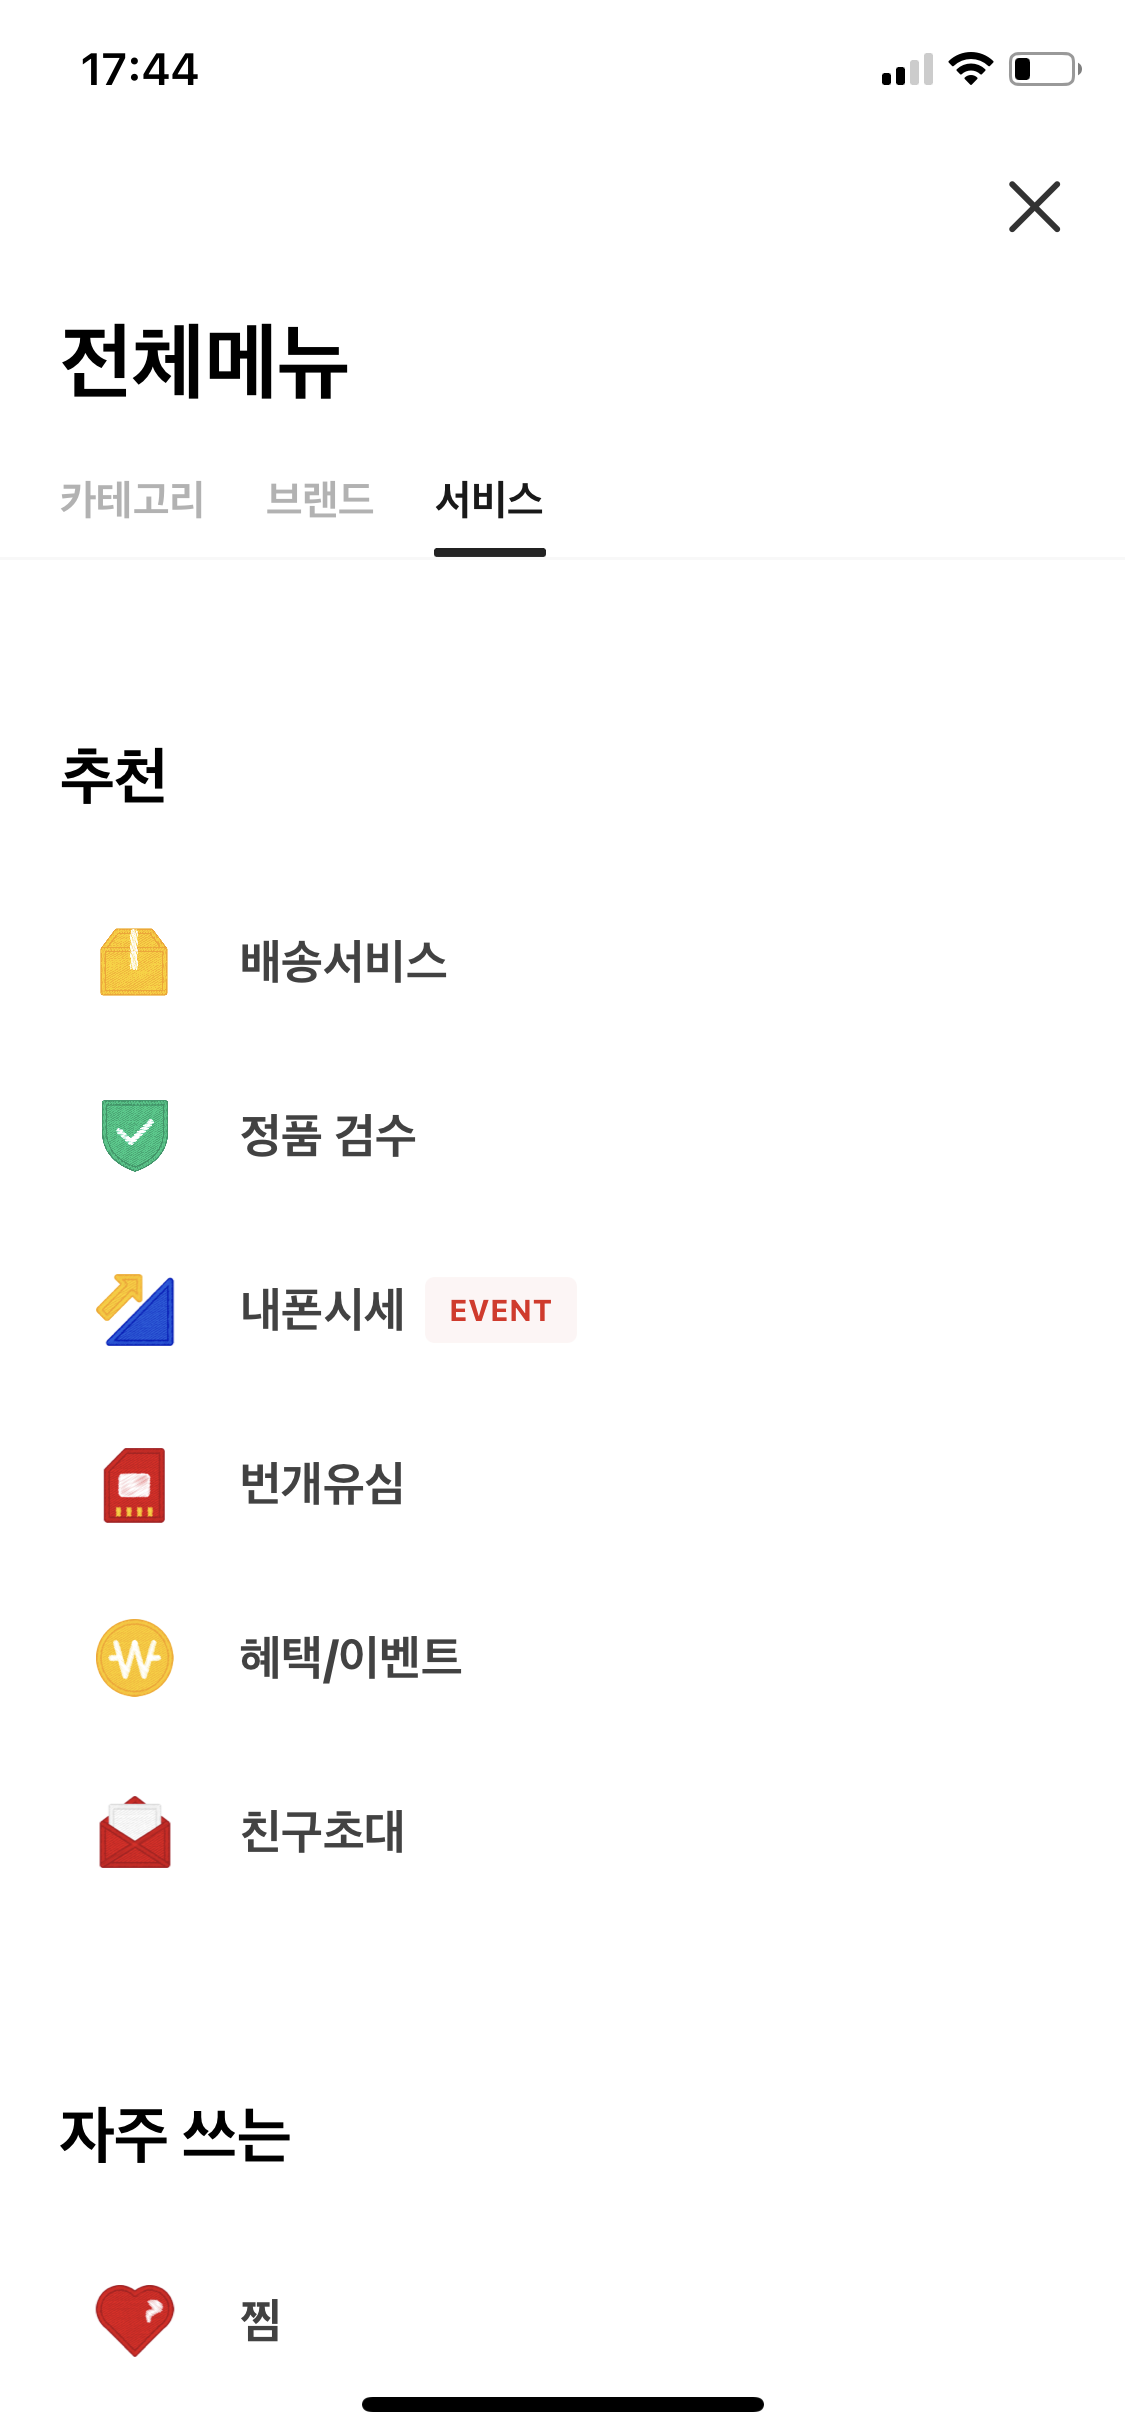 17:44
전체메뉴
카테고리 브랜드 서비스
추천
배송서비스
정품 검수
내폰시세 EVENT
번개유심
혜택/이벤트
친구초대
자주 쓰는
찜